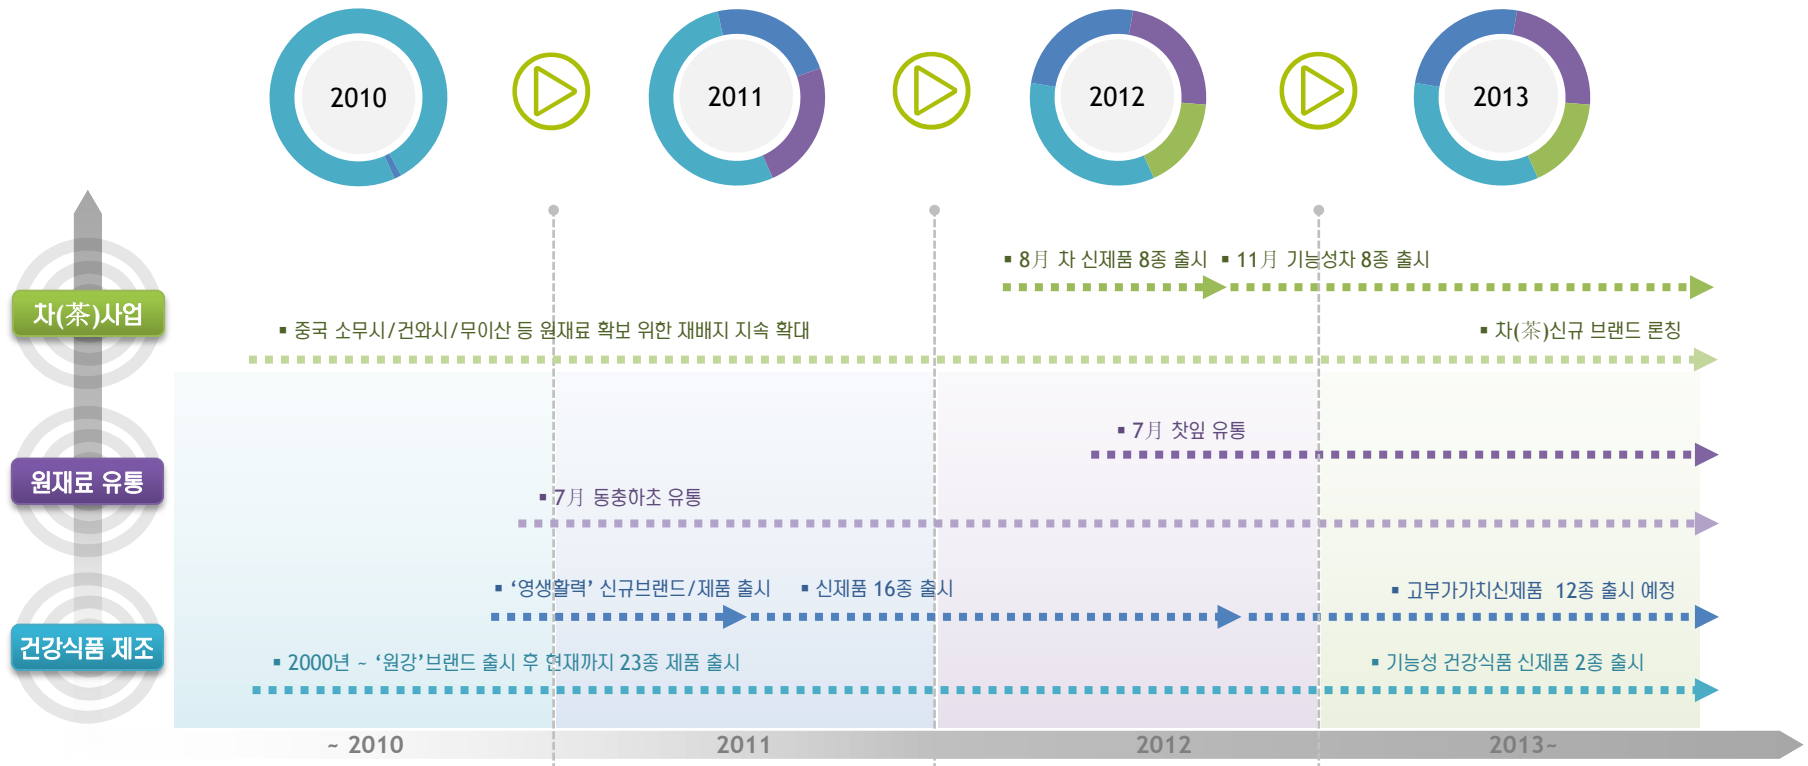 2010
2011
2012
2013
▪ 8月 차 신제품 8종 출시
▪ 11月 기능성차 8종 출시
차(茶)사업
▪ 중국 소무시/건와시/무이산 등 원재료 확보 위한 재배지 지속 확대
▪ 차(茶)신규 브랜드 론칭
▪ 7月 찻잎 유통
원재료 유통
▪ 7月 동충하초 유통
▪ ‘영생활력’ 신규브랜드/제품 출시
▪ 신제품 16종 출시
▪ 고부가가치신제품 12종 출시 예정
건강식품 제조
▪ 2000년 ~ ‘원강’브랜드 출시 후 현재까지 23종 제품 출시
▪ 기능성 건강식품 신제품 2종 출시
~ 2010
2011
2012
2013~